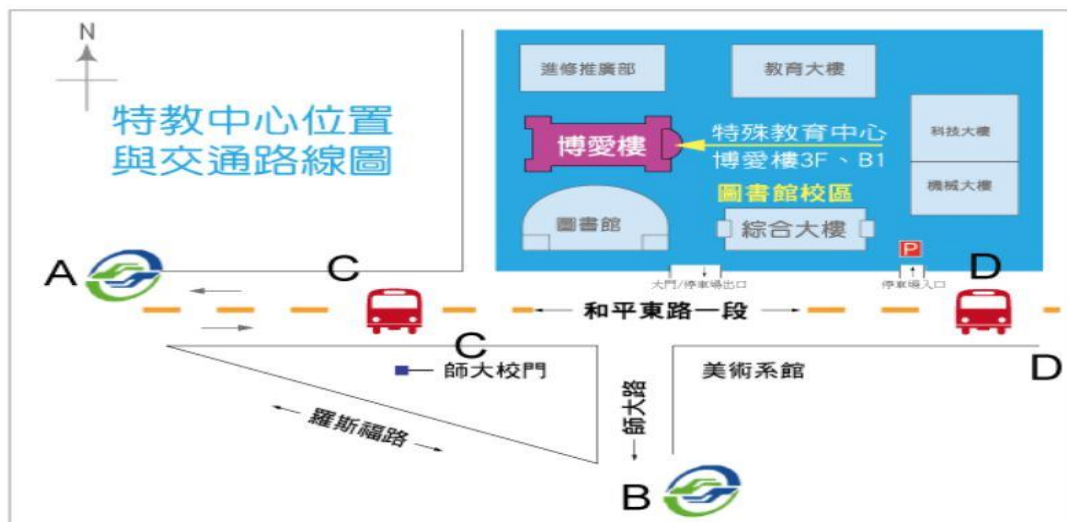 N
特教中心位置
與交通路線圖
進修推廣部
教育大樓
博愛樓
特殊教育中心
博愛樓3F、B1
科技大樓
機械大樓
圖書館校區
圖書館
綜合大樓
P
大門/停車場出口
停車場入口
A
C
D
和平東路一段
C
D
師大校門
美術系館
師大路
羅斯福路
B